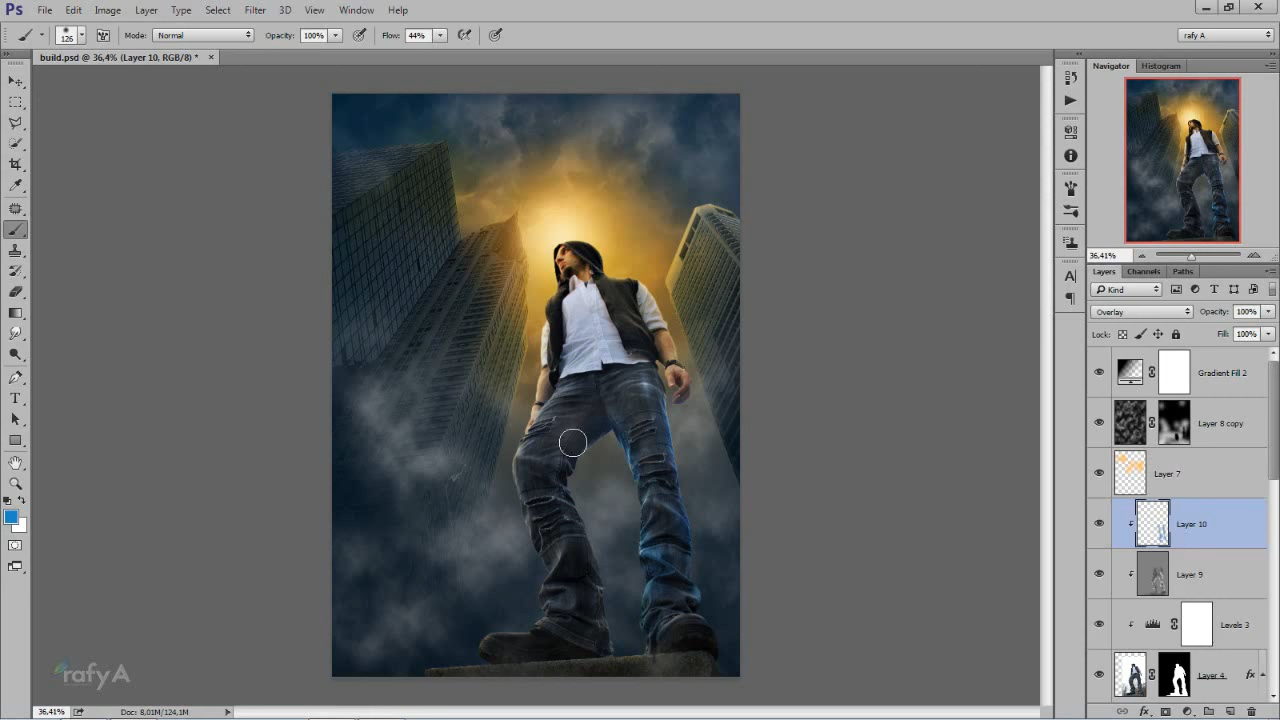 Ps File Edit Image Layer Type Select Filter 3D View Window Help
126 Mode: Normal Opacity: 100% Flow: 44% rafy A
build.psd @ 36,4% (Layer 10, RGB/8) * ×
Navigator Histogram
36,41%
Layers Channels Paths
Kind
Overlay Opacity: 100%
Lock: Fill: 100%
Gradient Fill 2
Layer 8 copy
Layer 7
Layer 10
Layer 9
Levels 3
Layer 4 fx
rafy A
36,41% Doc: 8,01M/124,1M
fx